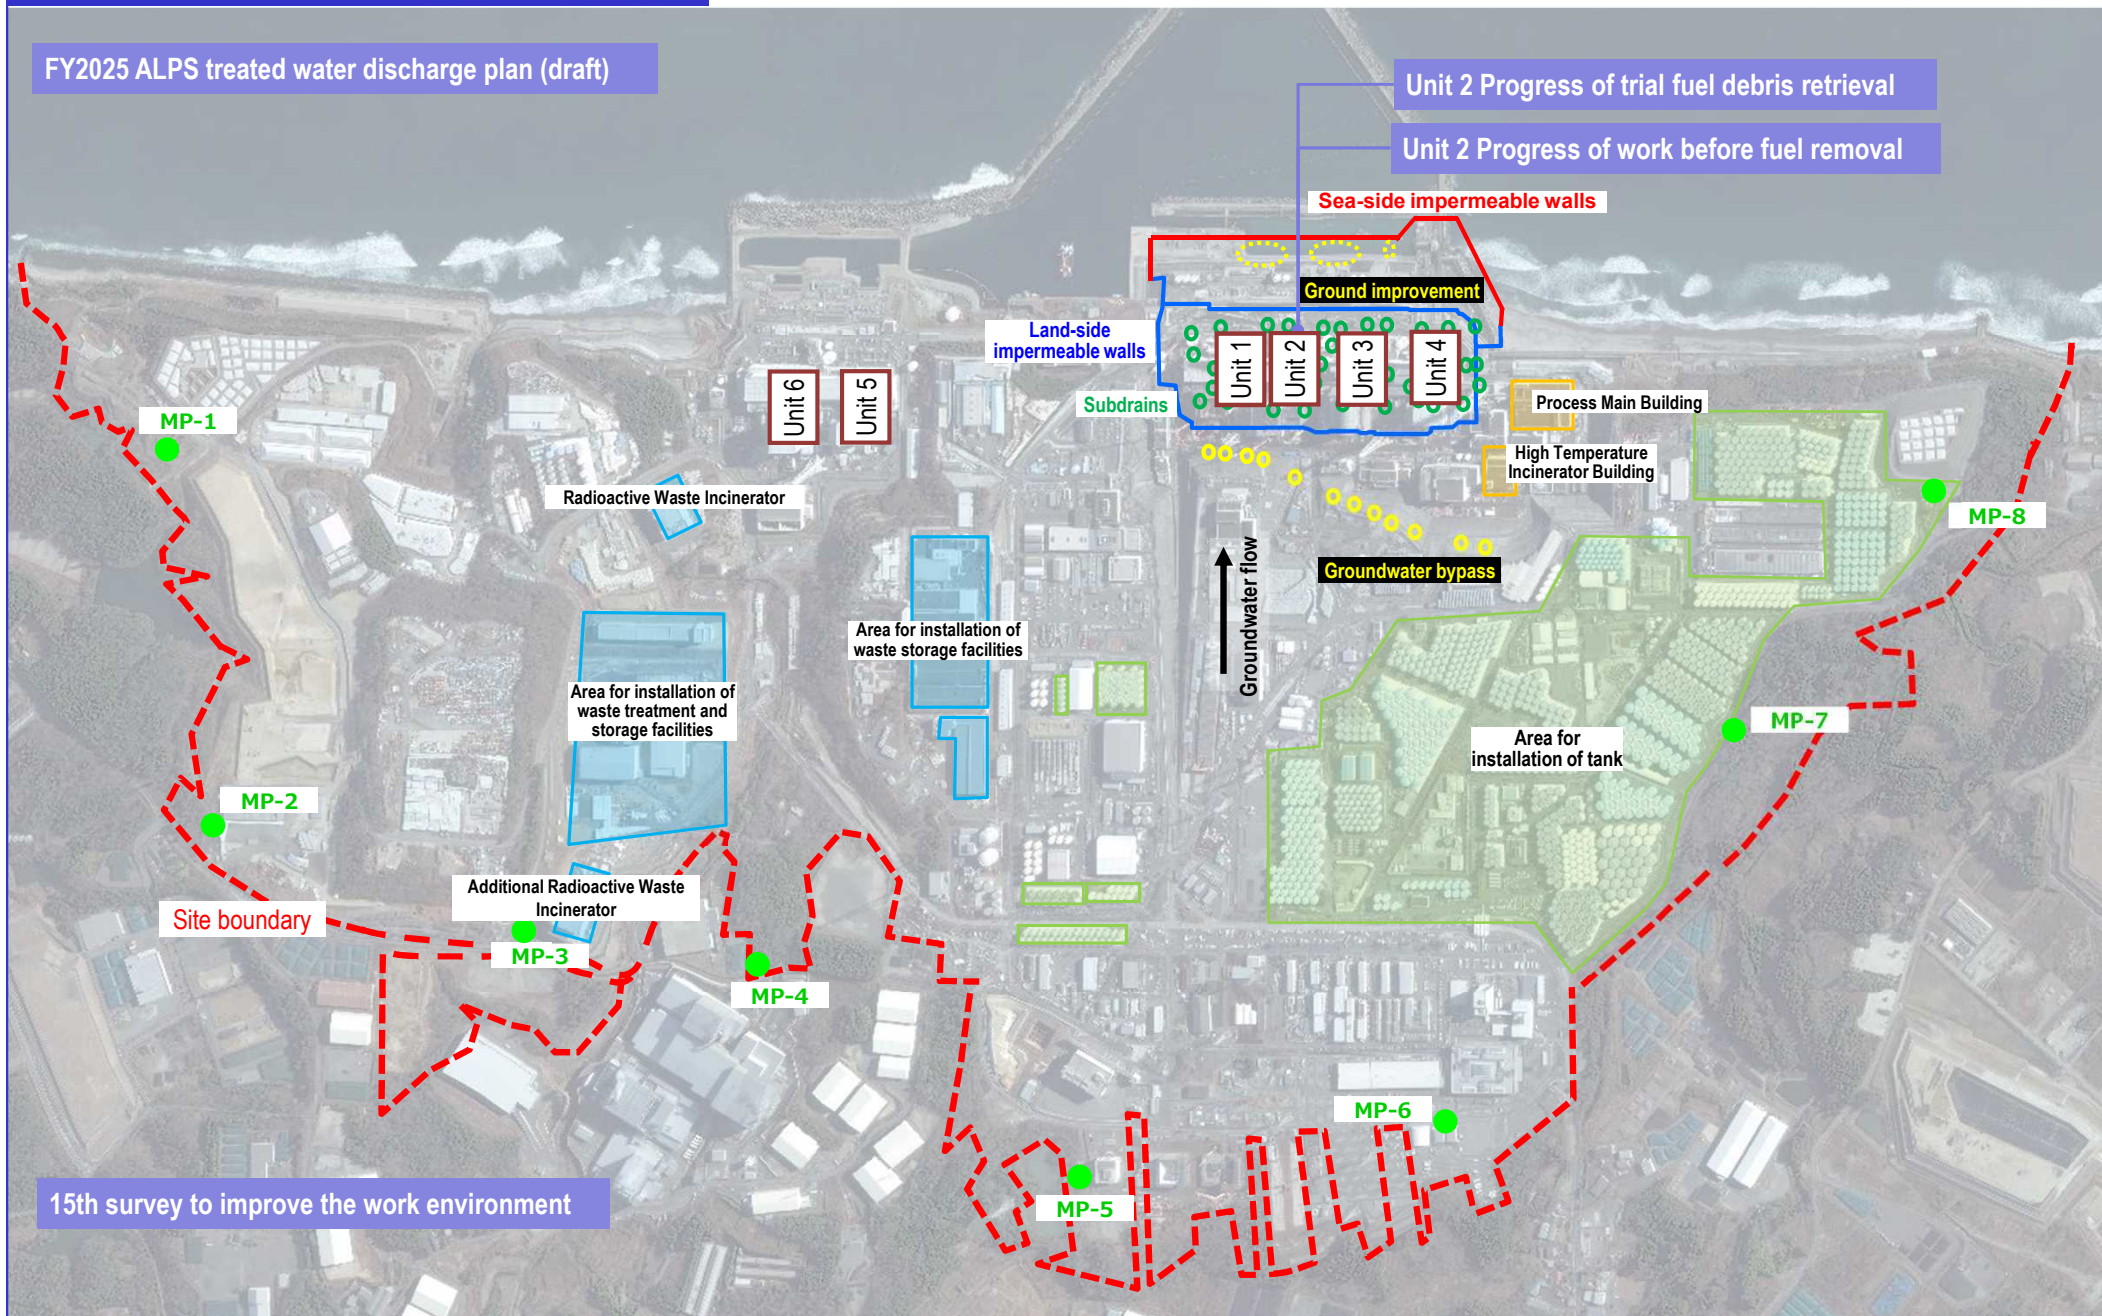 FY2025 ALPS treated water discharge plan (draft)
Unit 2 Progress of trial fuel debris retrieval
Unit 2 Progress of work before fuel removal
Sea-side impermeable walls
Ground improvement
Land-side
impermeable walls
Subdrains
Unit 1
Unit 2
Unit 3
Unit 4
Unit 6
Unit 5
Process Main Building
High Temperature
Incinerator Building
MP-1
Radioactive Waste Incinerator
MP-8
Groundwater bypass
Groundwater flow
Area for installation of
waste storage facilities
Area for installation of
waste treatment and
storage facilities
Area for
installation of tank
MP-7
MP-2
Additional Radioactive Waste
Incinerator
Site boundary
MP-3
MP-4
MP-6
MP-5
15th survey to improve the work environment